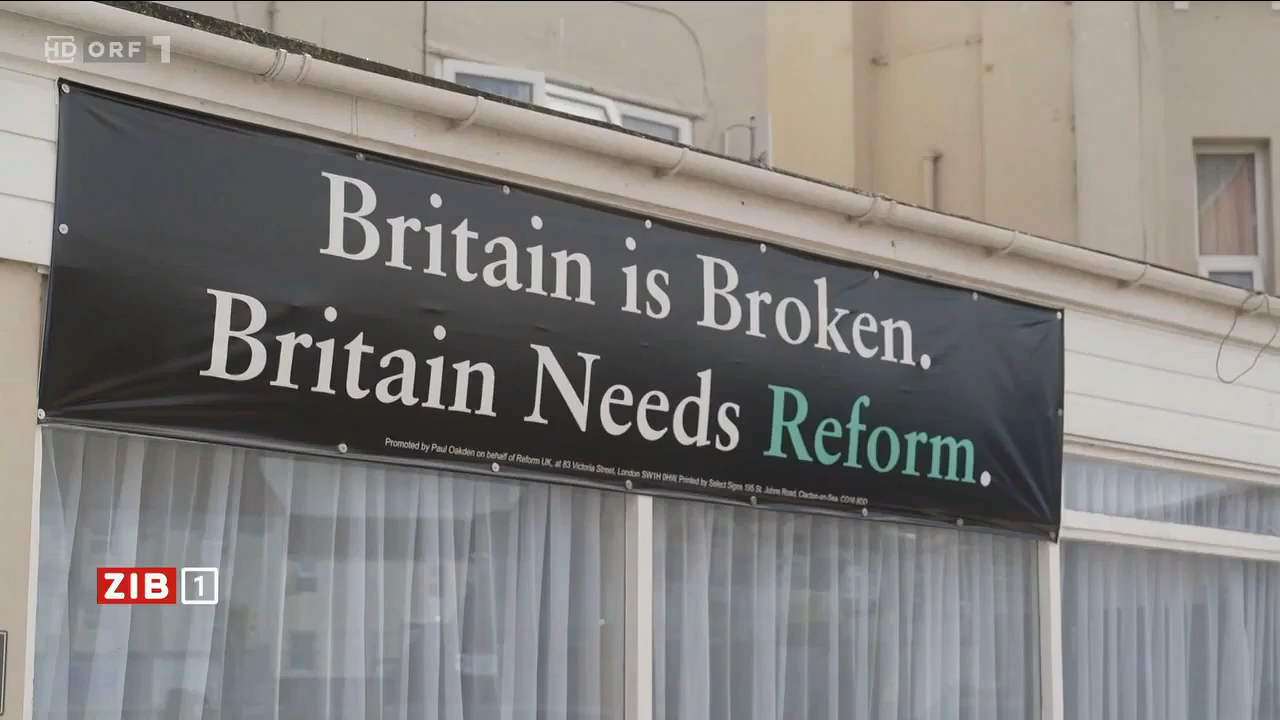 HD ORF 1
Britain is Broken.
Britain Needs Reform.
Promoted by Paul Oakden on behalf of Reform UK, at 83 Victoria Street, London SW1H 0HW, Printed by Select Signs 195 St. Johns Road, Clacton-on-Sea
ZIB 1